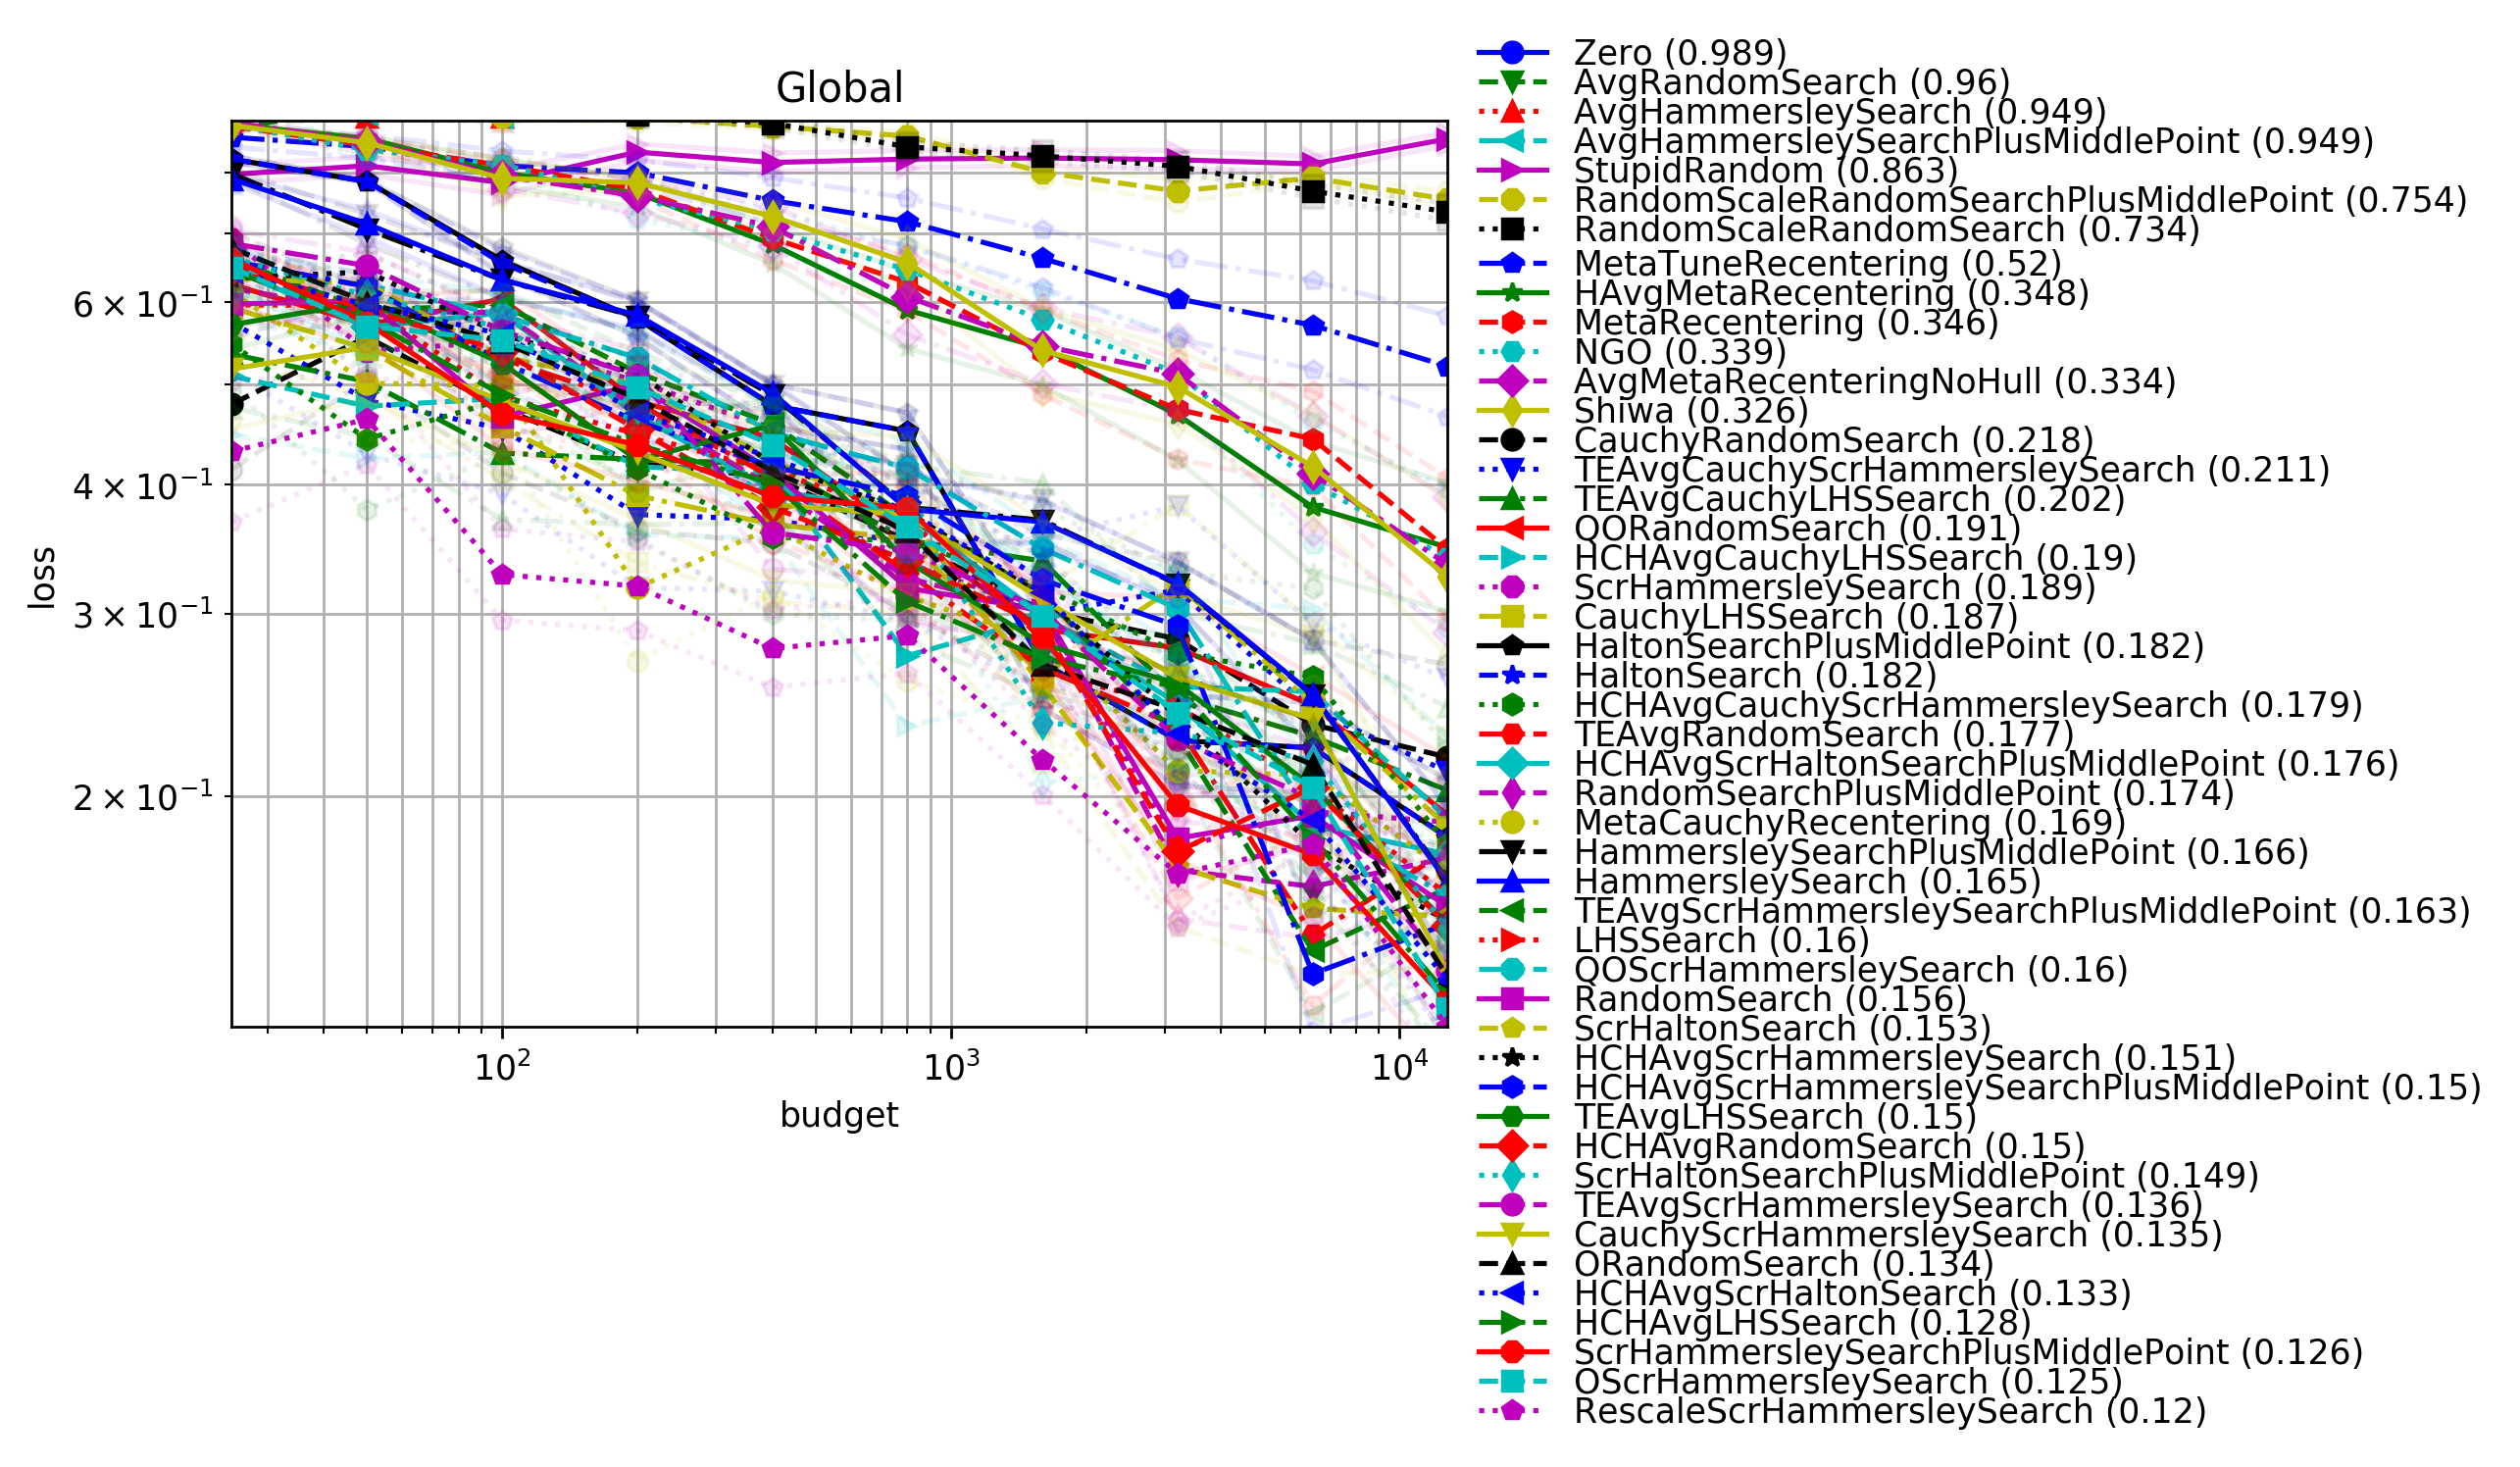 Global
6 × 10⁻¹
4 × 10⁻¹
3 × 10⁻¹
2 × 10⁻¹
loss
10² 10³ 10⁴
budget
Zero (0.989)
AvgRandomSearch (0.96)
AvgHammersleySearch (0.949)
AvgHammersleySearchPlusMiddlePoint (0.949)
StupidRandom (0.863)
RandomScaleRandomSearchPlusMiddlePoint (0.754)
RandomScaleRandomSearch (0.734)
MetaTuneRecentering (0.52)
HAvgMetaRecentering (0.348)
MetaRecentering (0.346)
NGO (0.339)
AvgMetaRecenteringNoHull (0.334)
Shiwa (0.326)
CauchyRandomSearch (0.218)
TEAvgCauchyScrHammersleySearch (0.211)
TEAvgCauchyLHSSearch (0.202)
QORandomSearch (0.191)
HCHAvgCauchyLHSSearch (0.19)
ScrHammersleySearch (0.189)
CauchyLHSSearch (0.187)
HaltonSearchPlusMiddlePoint (0.182)
HaltonSearch (0.182)
HCHAvgCauchyScrHammersleySearch (0.179)
TEAvgRandomSearch (0.177)
HCHAvgScrHaltonSearchPlusMiddlePoint (0.176)
RandomSearchPlusMiddlePoint (0.174)
MetaCauchyRecentering (0.169)
HammersleySearchPlusMiddlePoint (0.166)
HammersleySearch (0.165)
TEAvgScrHammersleySearchPlusMiddlePoint (0.163)
LHSSearch (0.16)
QOScrHammersleySearch (0.16)
RandomSearch (0.156)
ScrHaltonSearch (0.153)
HCHAvgScrHammersleySearch (0.151)
HCHAvgScrHammersleySearchPlusMiddlePoint (0.15)
TEAvgLHSSearch (0.15)
HCHAvgRandomSearch (0.15)
ScrHaltonSearchPlusMiddlePoint (0.149)
TEAvgScrHammersleySearch (0.136)
CauchyScrHammersleySearch (0.135)
ORandomSearch (0.134)
HCHAvgScrHaltonSearch (0.133)
HCHAvgLHSSearch (0.128)
ScrHammersleySearchPlusMiddlePoint (0.126)
OScrHammersleySearch (0.125)
RescaleScrHammersleySearch (0.12)